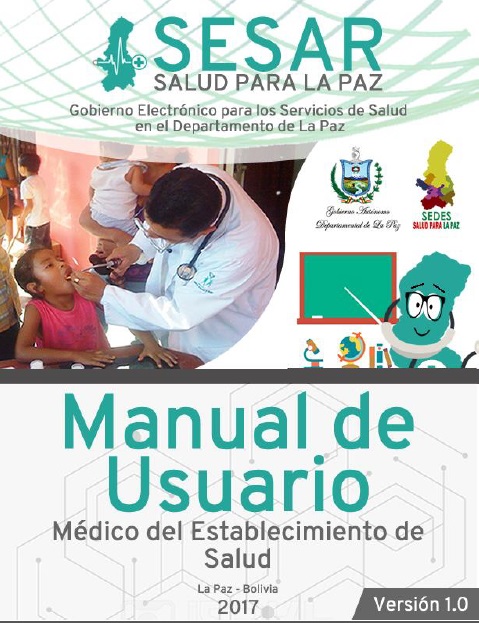 SESAR
SALUD PARA LA PAZ
Gobierno Electrónico para los Servicios de Salud
en el Departamento de La Paz
Gobierno Autónomo
Departamental de La Paz
SEDES
SALUD PARA LA PAZ
Manual de
Usuario
Médico del Establecimiento de
Salud
La Paz - Bolivia
2017
Versión 1.0